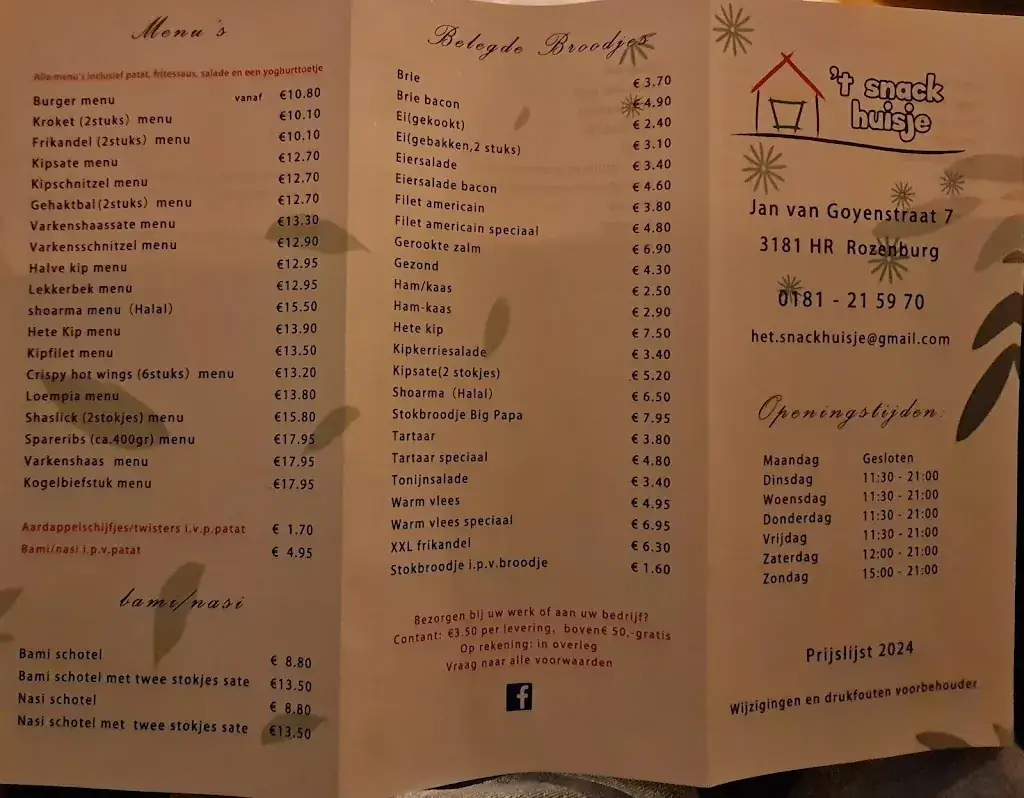 Menu's
Alle menu's inclusief patat, fritessaus, salade en een yoghurttoetje
Burger menu vanaf €10.80
Kroket (2stuks) menu €10.10
Frikandel (2stuks) menu €10.10
Kipsate menu €12.70
Kipschnitzel menu €12.70
Gehaktbal(2stuks) menu €12.70
Varkenshaassate menu €13.30
Varkensschnitzel menu €12.90
Halve kip menu €12.95
Lekkerbek menu €12.95
shoarma menu (Halal) €15.50
Hete Kip menu €13.90
Kipfilet menu €13.50
Crispy hot wings (6stuks) menu €13.20
Loempia menu €13.80
Shaslick (2stokjes) menu €15.80
Spareribs (ca.400gr) menu €17.95
Varkenshaas menu €17.95
Kogelbiefstuk menu €17.95
Aardappelschijfjes/twisters i.v.p.patat € 1.70
Bami/nasi i.p.v.patat € 4.95
bami/nasi
Bami schotel € 8.80
Bami schotel met twee stokjes sate €13.50
Nasi schotel € 8.80
Nasi schotel met twee stokjes sate €13.50
Belegde Broodjes
Brie € 3.70
Brie bacon € 4.90
Ei(gekookt) € 2.40
Ei(gebakken,2 stuks) € 3.10
Eiersalade € 3.40
Eiersalade bacon € 4.60
Filet americain € 3.80
Filet americain speciaal € 4.80
Gerookte zalm € 6.90
Gezond € 4.30
Ham/kaas € 2.50
Ham-kaas € 2.90
Hete kip € 7.50
Kipkerriesalade € 3.40
Kipsate(2 stokjes) € 5.20
Shoarma (Halal) € 6.50
Stokbroodje Big Papa € 7.95
Tartaar € 3.80
Tartaar speciaal € 4.80
Tonijnsalade € 3.40
Warm vlees € 4.95
Warm vlees speciaal € 6.95
XXL frikandel € 6.30
Stokbroodje i.p.v.broodje € 1.60
Bezorgen bij uw werk of aan uw bedrijf?
Contant: €3.50 per levering, boven€ 50,-gratis
Op rekening: in overleg
Vraag naar alle voorwaarden
f
't snack
huisje
Jan van Goyenstraat 7
3181 HR Rozenburg
0181 - 21 59 70
het.snackhuisje@gmail.com
Openingstijden:
Maandag Gesloten
Dinsdag 11:30 - 21:00
Woensdag 11:30 - 21:00
Donderdag 11:30 - 21:00
Vrijdag 11:30 - 21:00
Zaterdag 12:00 - 21:00
Zondag 15:00 - 21:00
Prijslijst 2024
Wijzigingen en drukfouten voorbehouder